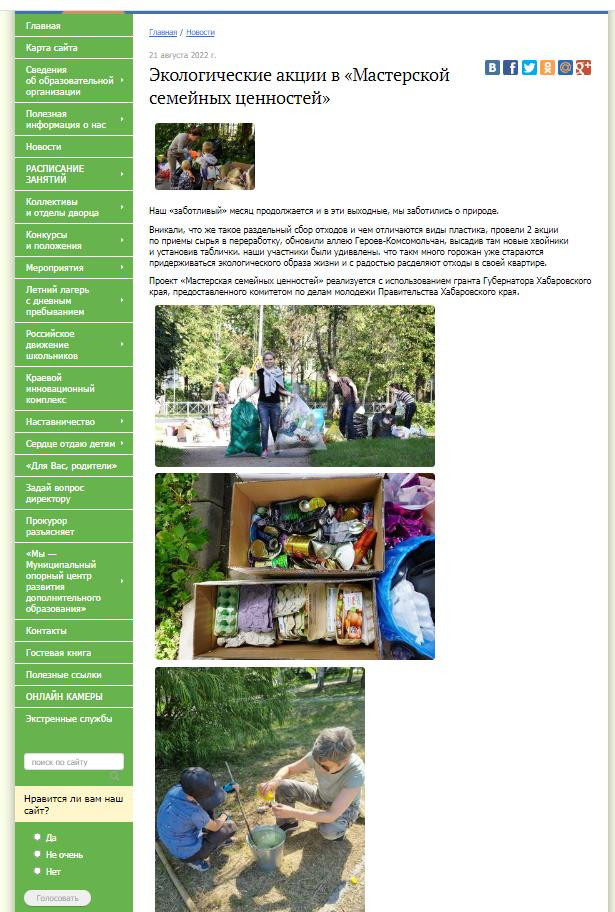 Главная
Карта сайта
Сведения
об образовательной
организации
Полезная
информация о нас
Новости
РАСПИСАНИЕ
ЗАНЯТИЙ
Коллективы
и отделы дворца
Конкурсы
и положения
Мероприятия
Летний лагерь
с дневным
пребыванием
Российское
движение
школьников
Краевой
инновационный
комплекс
Наставничество
Сердце отдаю детям
«Для Вас, родители»
Задай вопрос
директору
Прокурор
разъясняет
«Мы —
Муниципальный
опорный центр
развития
дополнительного
образования»
Контакты
Гостевая книга
Полезные ссылки
ОНЛАЙН КАМЕРЫ
Экстренные службы
поиск по сайту
Нравится ли вам наш
сайт?
Да
Не очень
Нет
Голосовать
Главная / Новости
21 августа 2022 г.
Экологические акции в «Мастерской
семейных ценностей»
Наш «заботливый» месяц продолжается и в эти выходные, мы заботились о природе.
Вникали, что же такое раздельный сбор отходов и чем отличаются виды пластика, провели 2 акции
по приемы сырья в переработку, обновили аллею Героев-Комсомольчан, высадив там новые хвойники
и установив таблички. наши участники были удивлены, что такм много горожан уже стараются
придерживаться экологического образа жизни и с радостью расделяют отходы в своей квартире.
Проект «Мастерская семейных ценностей» реализуется с использованием гранта Губернатора Хабаровского
края, предоставленного комитетом по делам молодежи Правительства Хабаровского края.